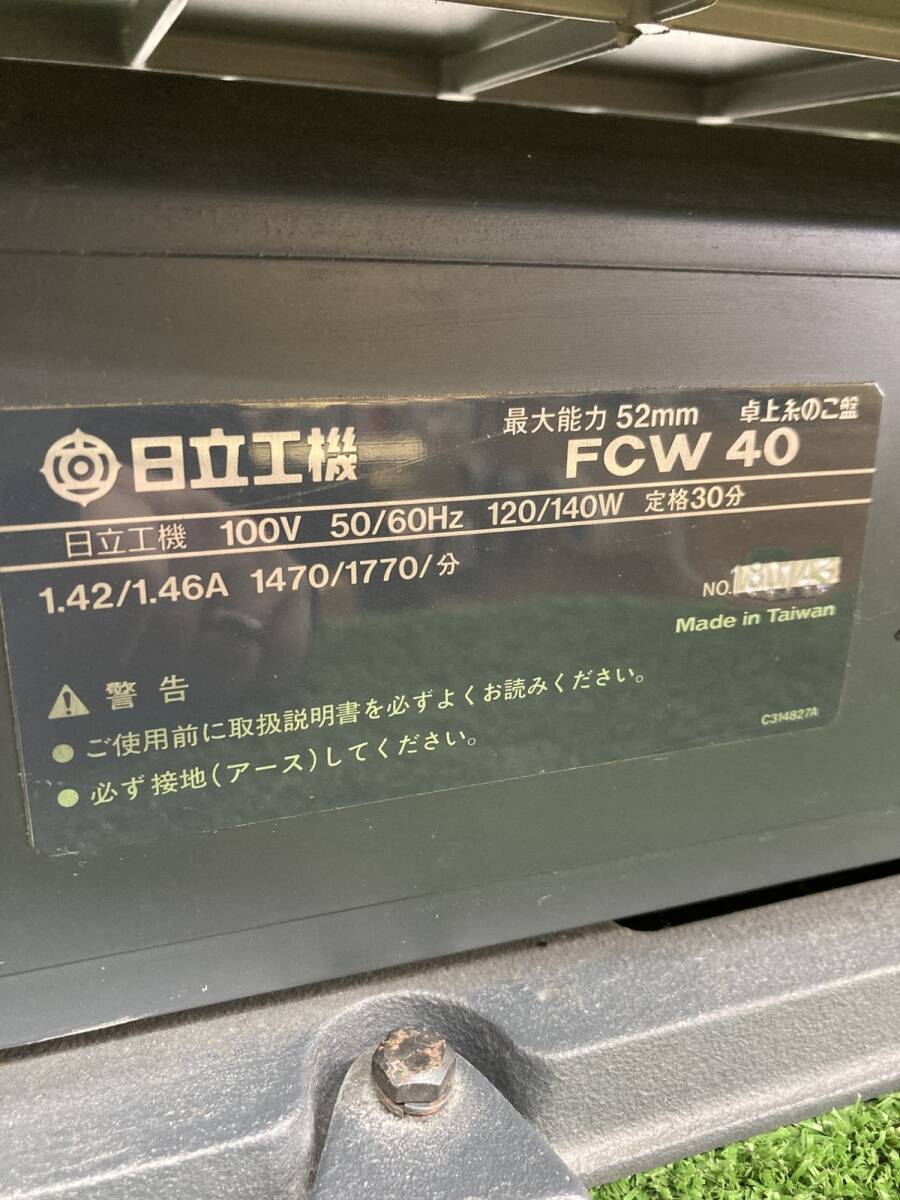 日立工機 最大能力 52mm 卓上糸のこ盤
FCW 40
日立工機 100V 50/60Hz 120/140W 定格30分
1.42/1.46A 1470/1770/分
NO.
Made in Taiwan
警告
● ご使用前に取扱説明書を必ずよくお読みください。
● 必ず接地(アース)してください。
C314827A